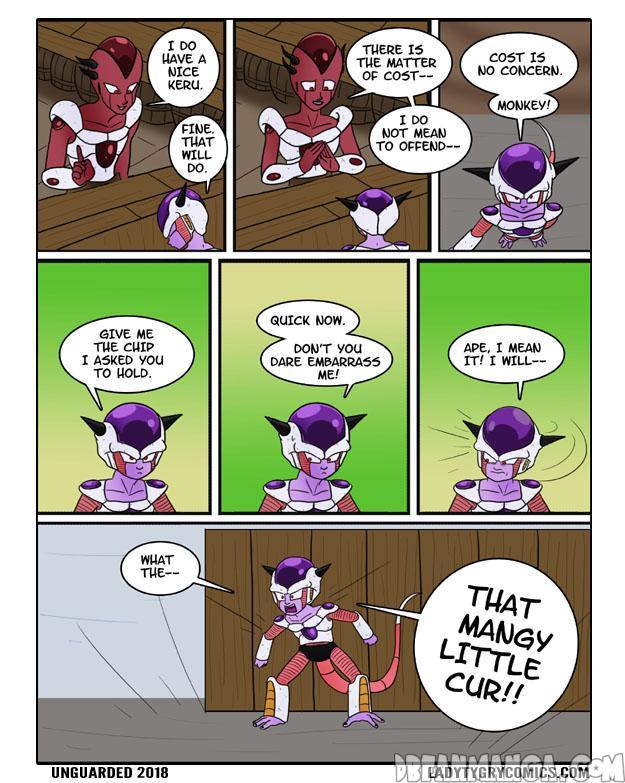 I DO
HAVE A
NICE
KERU.
FINE.
THAT
WILL
DO.
THERE IS
THE MATTER
OF COST--
I DO
NOT MEAN
TO OFFEND--
COST IS
NO CONCERN.
MONKEY!
GIVE ME
THE CHIP
I ASKED YOU
TO HOLD.
QUICK NOW.
DON'T YOU
DARE EMBARRASS
ME!
APE, I MEAN
IT! I WILL--
WHAT
THE--
THAT
MANGY
LITTLE
CUR!!
UNGUARDED 2018
LADYTYGRYCOMICS.COM
DBFANMANGA.COM